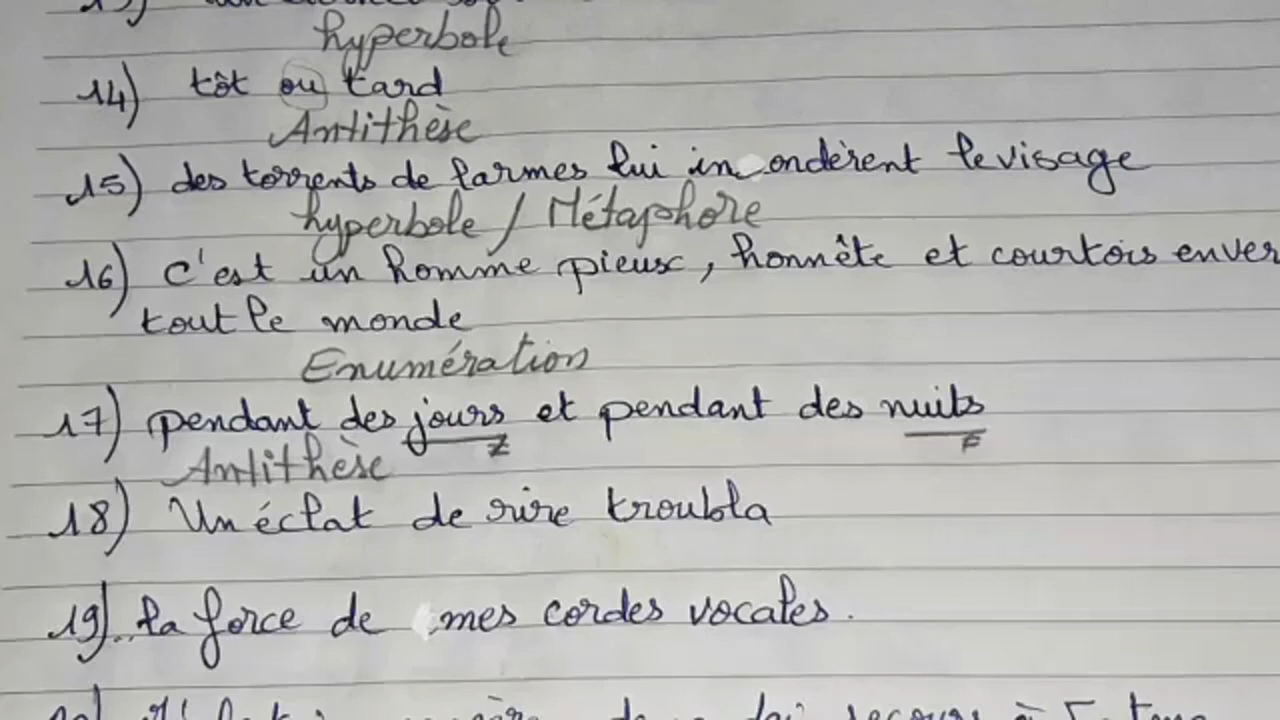 hyperbole
14) tôt ou tard
Antithèse
15) des torrents de larmes lui inondèrent le visage
hyperbole / Métaphore
16) C'est un homme pieux, honnête et courtois enver
tout le monde
Enumération
17) pendant des jours et pendant des nuits
Antithèse
18) Un éclat de rire troubla
19) la force de mes cordes vocales.